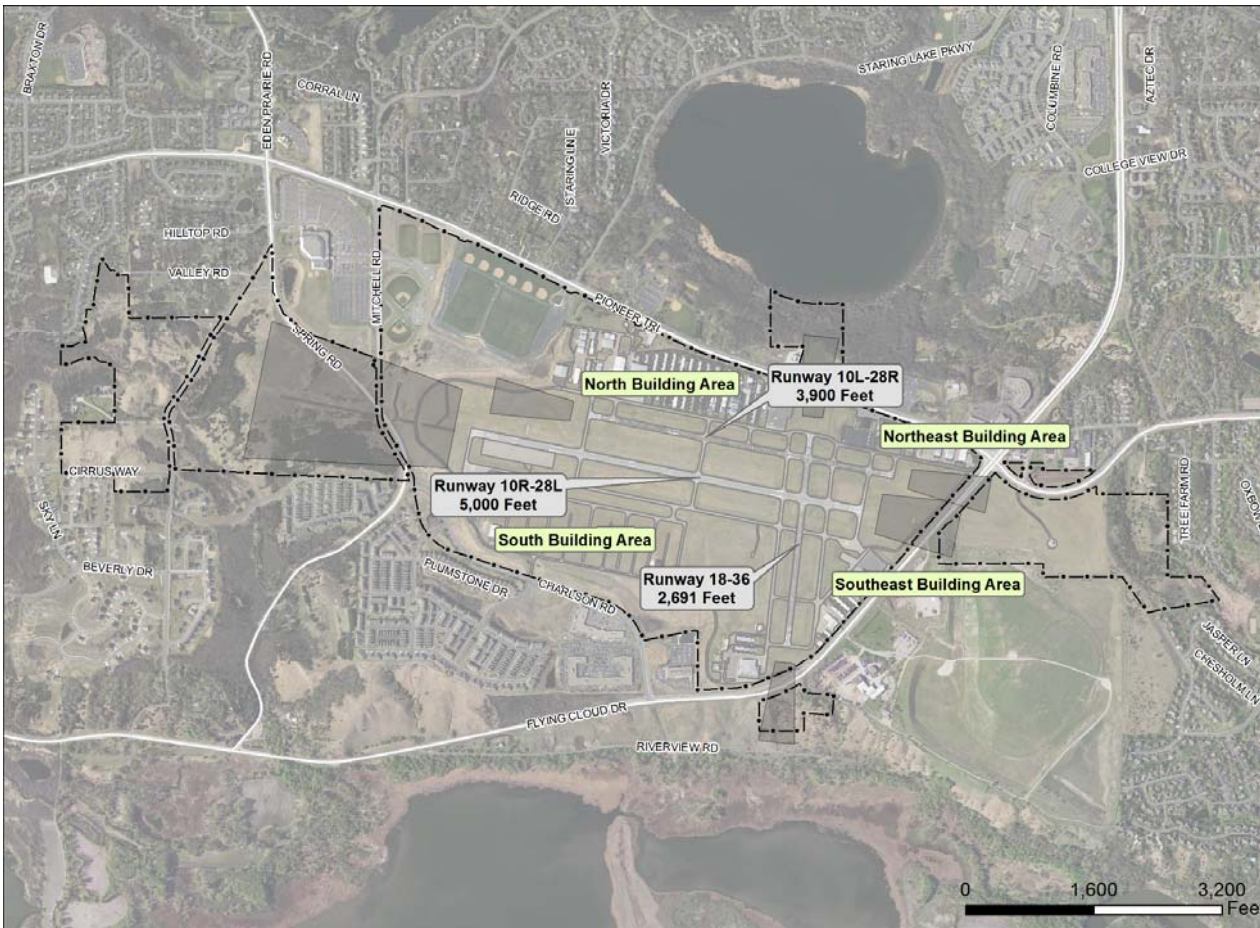 BRAXTON DR
EDEN PRAIRIE RD
CORRAL LN
STARING LN E
VICTORIA DR
STARING LAKE PKWY
COLUMBINE RD
AZTEC DR
COLLEGE VIEW DR
RIDGE RD
HILLTOP RD
VALLEY RD
MITCHELL RD
SPRING RD
PIONEER TRL
North Building Area
Runway 10L-28R
3,900 Feet
Northeast Building Area
CIRRUS WAY
Runway 10R-28L
5,000 Feet
SKY LN
TREE FARM RD
South Building Area
BEVERLY DR
PLUMSTONE DR
CHARLSON RD
Runway 18-36
2,691 Feet
Southeast Building Area
JASPER LN
CHESHOLM LN
FLYING CLOUD DR
RIVERVIEW RD
0 1,600 3,200
Fee